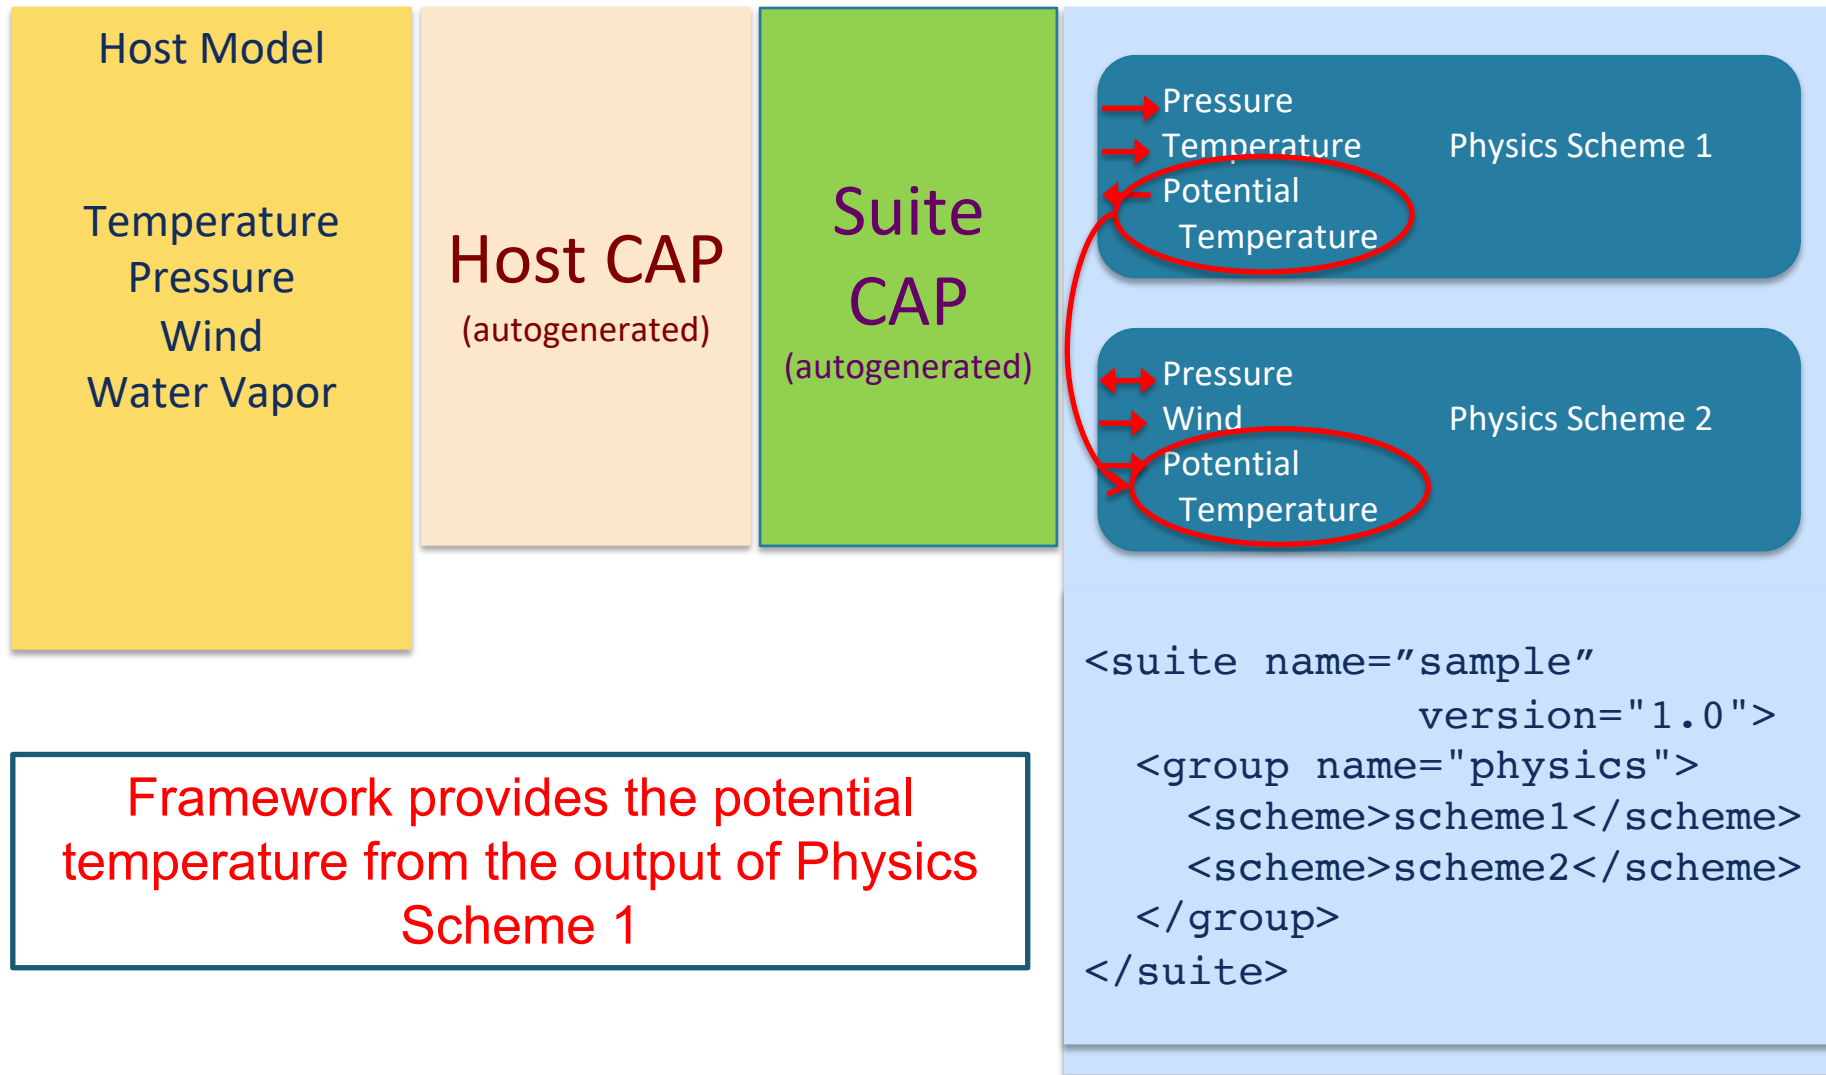 Host Model
Temperature
Pressure
Wind
Water Vapor
Host CAP
(autogenerated)
Suite
CAP
(autogenerated)
Pressure
Temperature
Potential
Temperature
Physics Scheme 1
Pressure
Wind
Potential
Temperature
Physics Scheme 2
<suite name=”sample”
version="1.0">
<group name="physics">
<scheme>scheme1</scheme>
<scheme>scheme2</scheme>
</group>
</suite>
Framework provides the potential
temperature from the output of Physics
Scheme 1